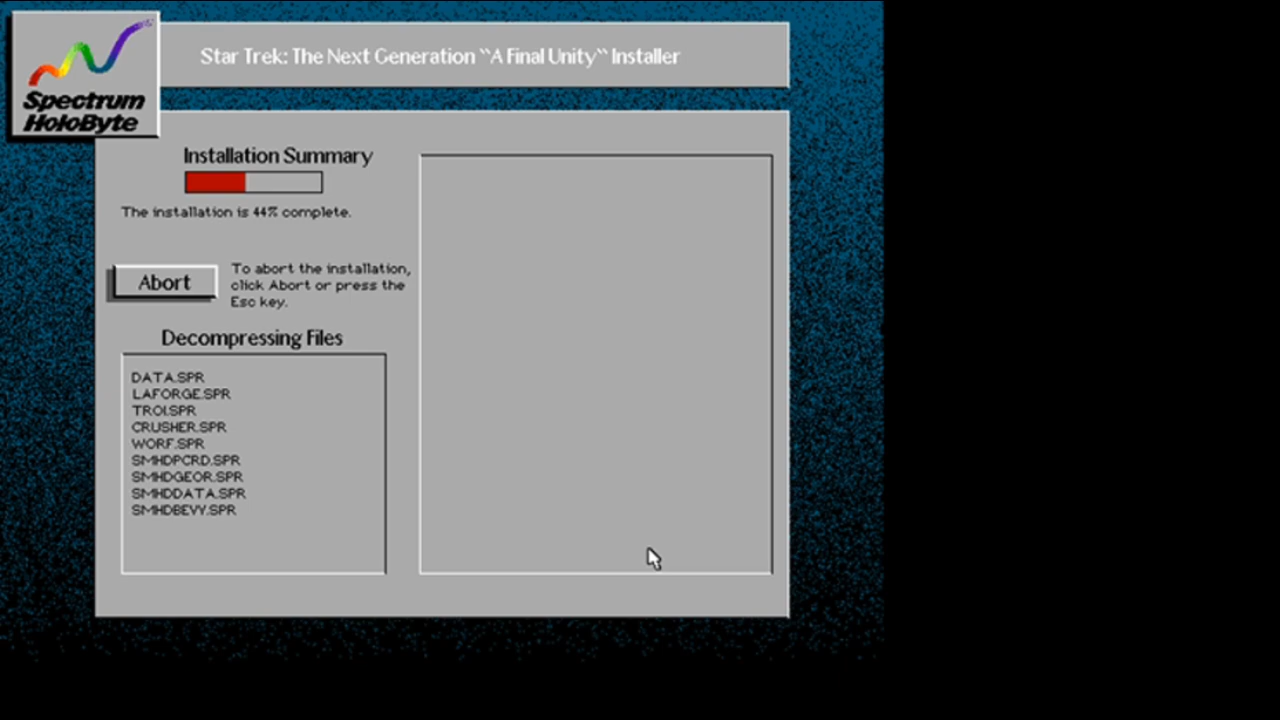 Spectrum
HoloByte
Star Trek: The Next Generation ``A Final Unity`` Installer
Installation Summary
The installation is 44% complete.
Abort
To abort the installation,
click Abort or press the
Esc key.
Decompressing Files
DATA.SPR
LAFORGE.SPR
TROI.SPR
CRUSHER.SPR
WORF.SPR
SMHDPCRD.SPR
SMHDGEOR.SPR
SMHDDATA.SPR
SMHDBEVY.SPR